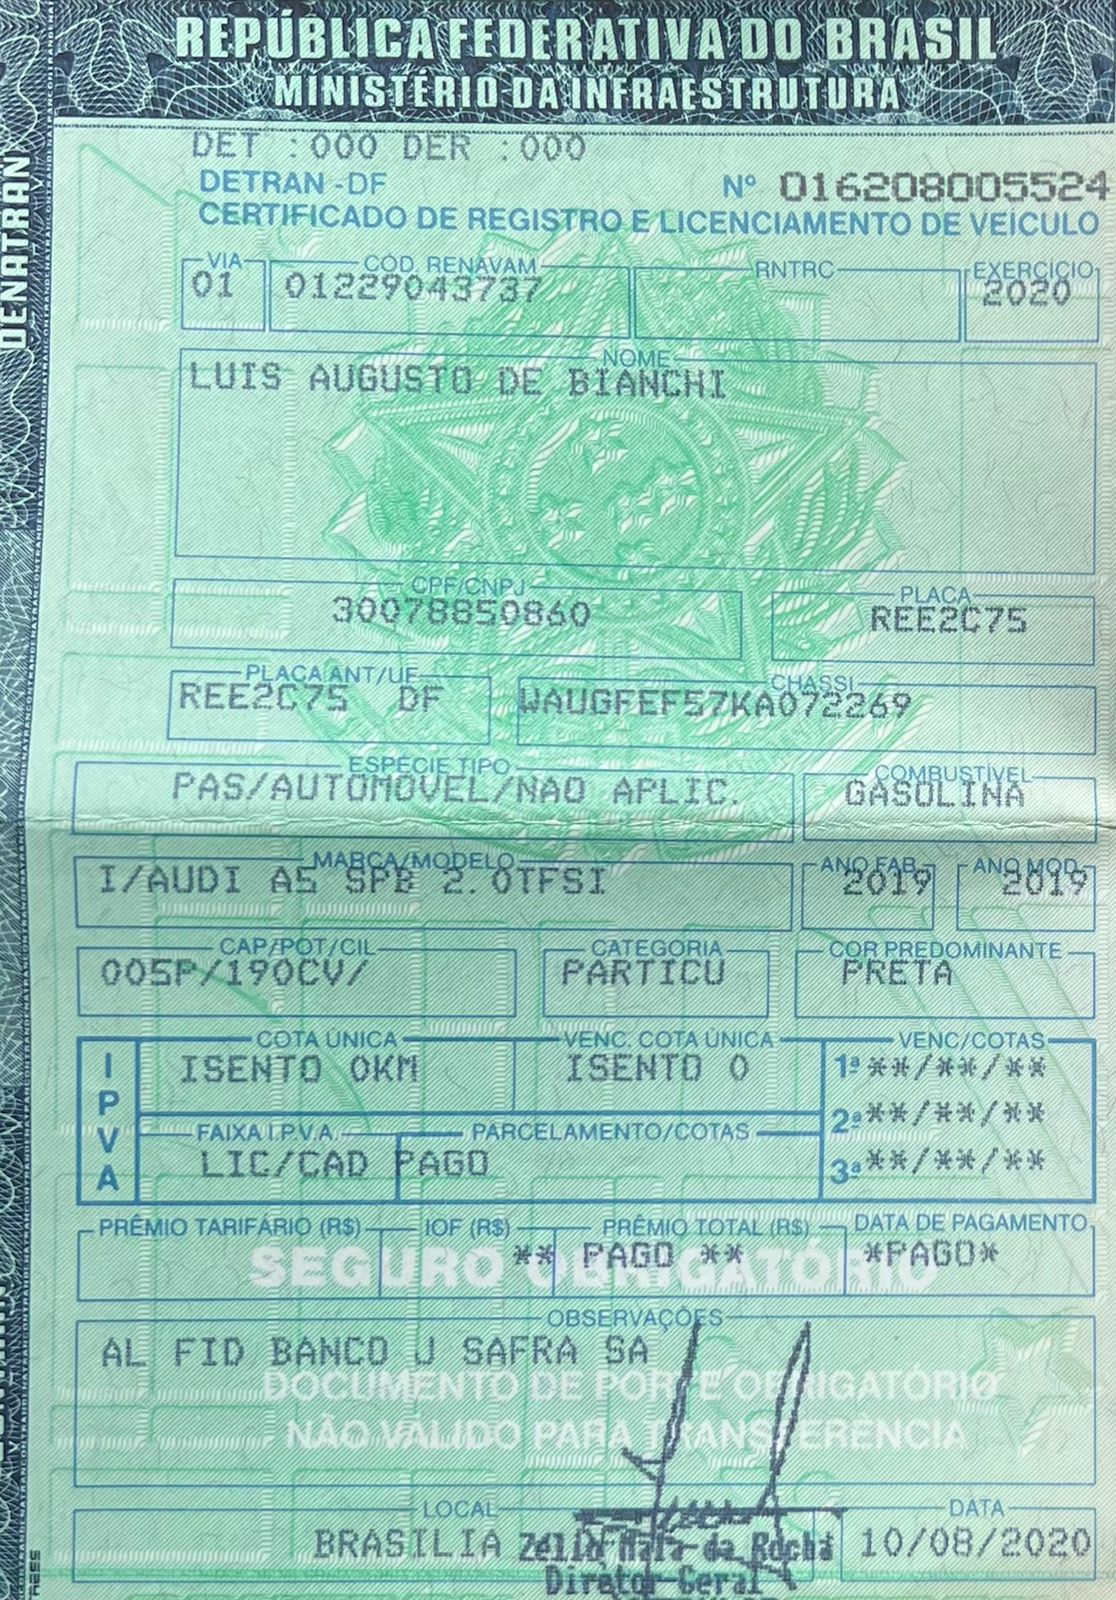 REPÚBLICA FEDERATIVA DO BRASIL
MINISTÉRIO DA INFRAESTRUTURA
DENATRAN
DET :000 DER :000
DETRAN -DF Nº 016208005524
CERTIFICADO DE REGISTRO E LICENCIAMENTO DE VEÍCULO
VIA CÓD. RENAVAM RNTRC EXERCÍCIO
01 01229043737 2020
NOME
LUIS AUGUSTO DE BIANCHI
CPF/CNPJ PLACA
30078850860 REE2C75
PLACA ANT/UF CHASSI
REE2C75 DF WAUGFEF57KA072269
ESPÉCIE TIPO COMBUSTÍVEL
PAS/AUTOMOVEL/NAO APLIC. GASOLINA
MARCA/MODELO ANO FAB. ANO MOD.
I/AUDI A5 SPB 2.0TFSI 2019 2019
CAP/POT/CIL CATEGORIA COR PREDOMINANTE
005P/190CV/ PARTICU PRETA
IPVA
COTA ÚNICA VENC. COTA ÚNICA VENC/COTAS
ISENTO 0KM ISENTO 0 1ª **/**/**
2ª **/**/**
FAIXA I.P.V.A. PARCELAMENTO/COTAS
LIC/CAD PAGO 3ª **/**/**
PRÊMIO TARIFÁRIO (R$) IOF (R$) PRÊMIO TOTAL (R$) DATA DE PAGAMENTO
** PAGO ** *PAGO*
SEGURO OBRIGATÓRIO
OBSERVAÇÕES
AL FID BANCO J SAFRA SA
DOCUMENTO DE PORTE OBRIGATÓRIO
NÃO VÁLIDO PARA TRANSFERÊNCIA
LOCAL DATA
BRASILIA Zélio Maia da Rocha 10/08/2020
Diretor-Geral